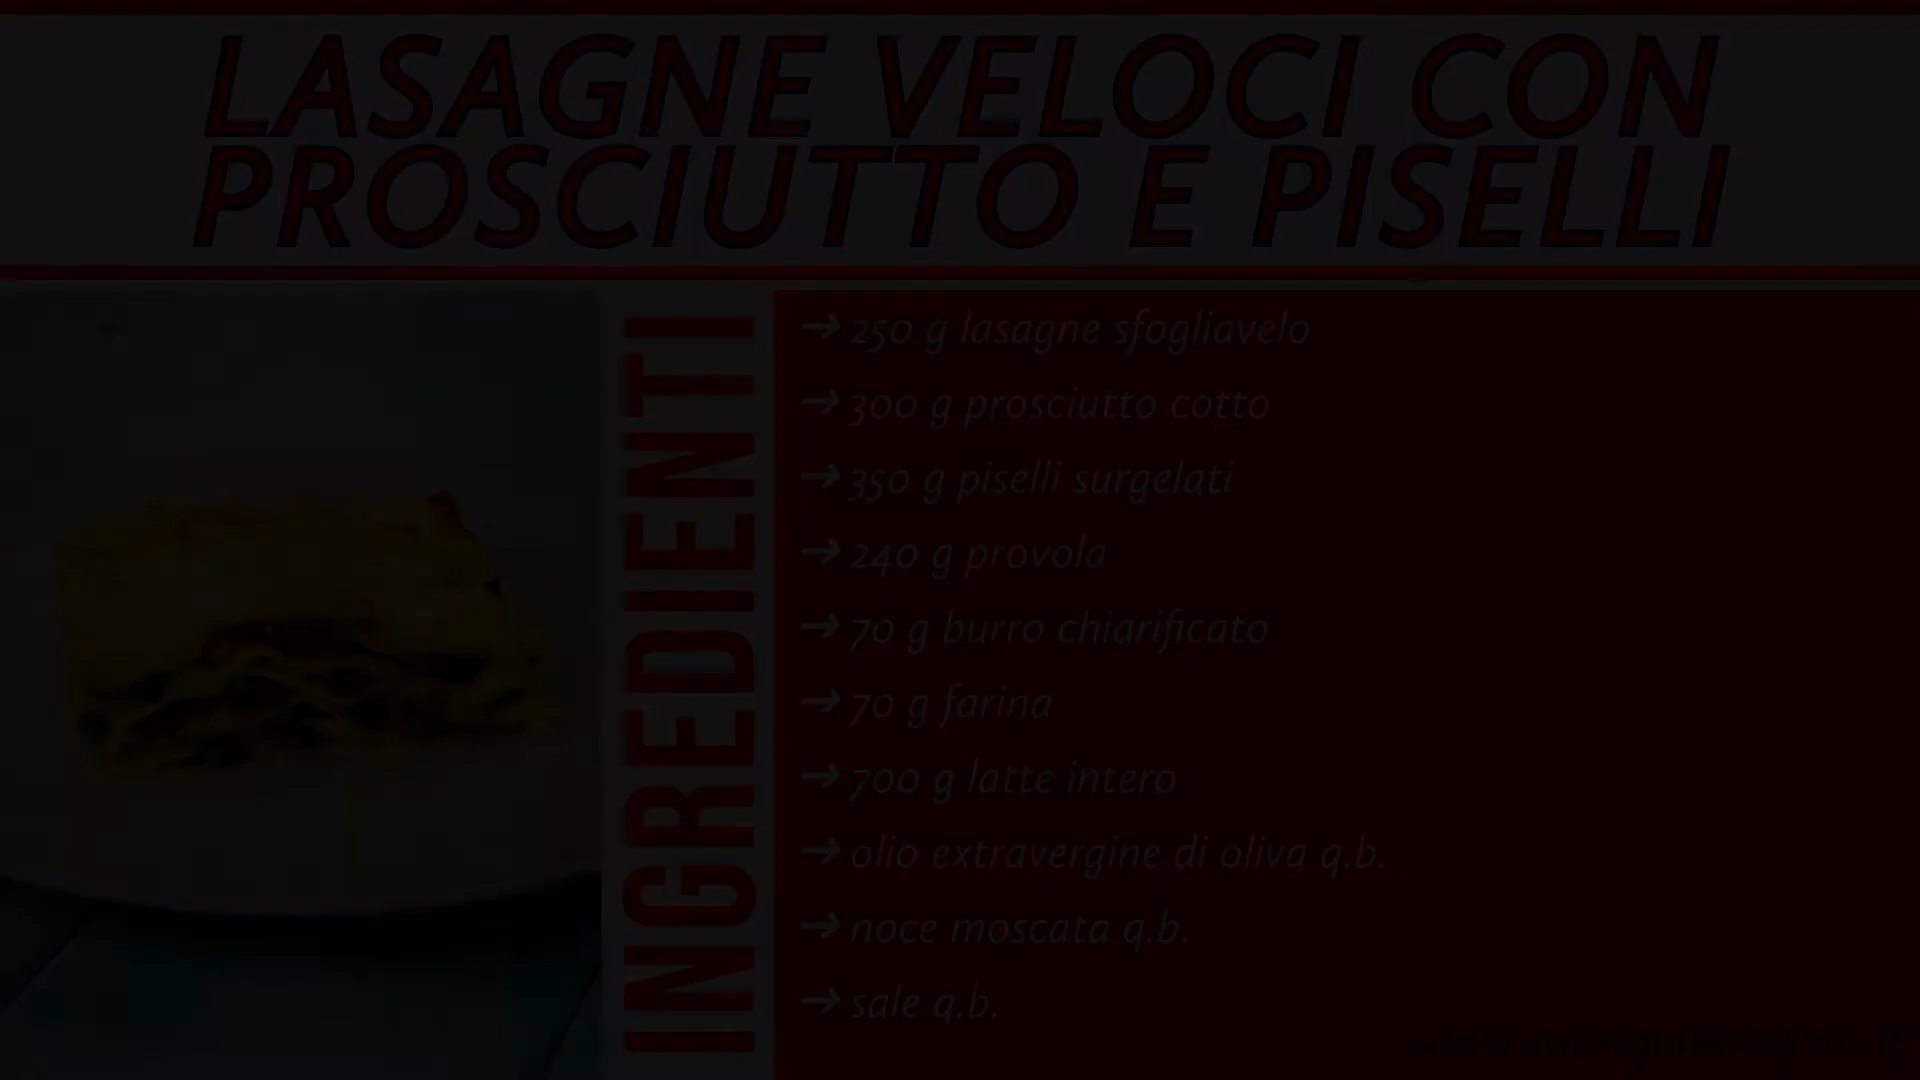 LASAGNE VELOCI CON
PROSCIUTTO E PISELLI
INGREDIENTI
→ 250 g lasagne sfogliavelo
→ 300 g prosciutto cotto
→ 350 g piselli surgelati
→ 240 g provola
→ 70 g burro chiarificato
→ 70 g farina
→ 700 g latte intero
→ olio extravergine di oliva q.b.
→ noce moscata q.b.
→ sale q.b.